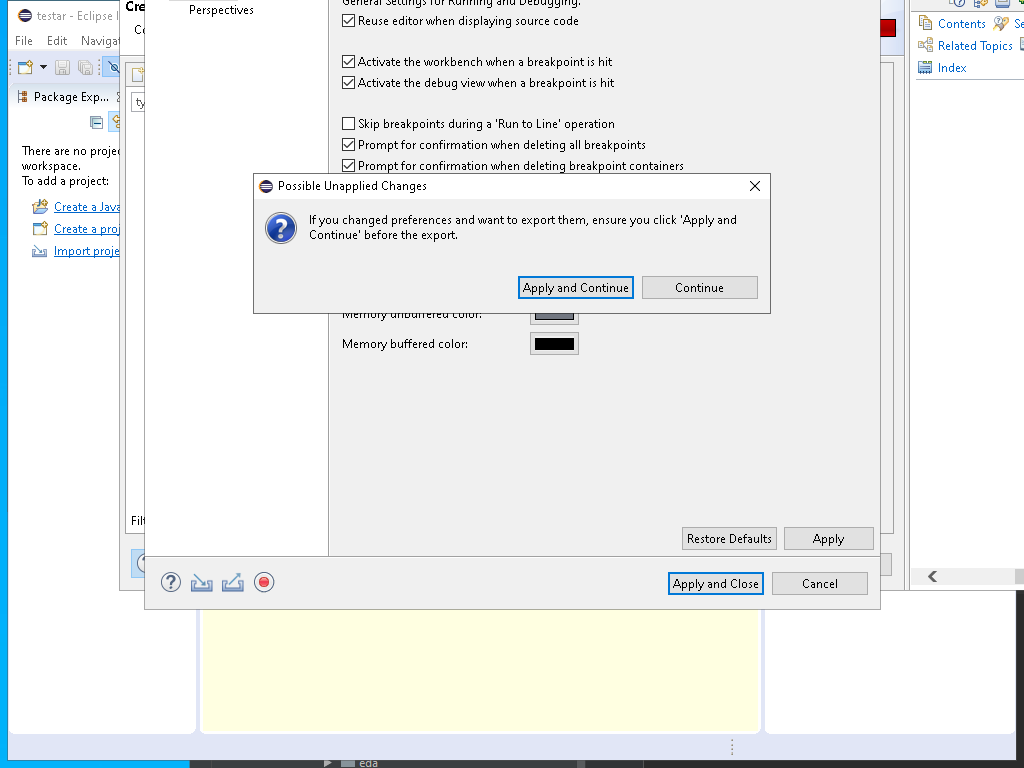 testar - Eclipse
File Edit Navigat
Package Exp...
There are no proje
workspace.
To add a project:
Create a Java
Create a proj
Import proje
Cre
ty
Perspectives
General Settings for Running and Debugging.
Reuse editor when displaying source code
Activate the workbench when a breakpoint is hit
Activate the debug view when a breakpoint is hit
Skip breakpoints during a 'Run to Line' operation
Prompt for confirmation when deleting all breakpoints
Prompt for confirmation when deleting breakpoint containers
Possible Unapplied Changes
If you changed preferences and want to export them, ensure you click 'Apply and
Continue' before the export.
Apply and Continue
Continue
Memory unbuffered color:
Memory buffered color:
Restore Defaults
Apply
Apply and Close
Cancel
Contents
Se
Related Topics
Index
eda